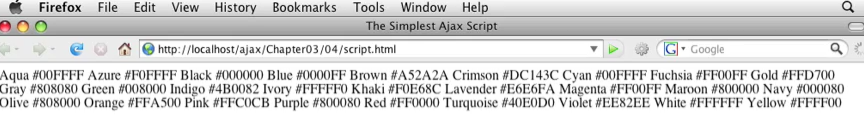 Firefox File Edit View History Bookmarks Tools Window Help
The Simplest Ajax Script
http://localhost/ajax/Chapter03/04/script.html G Google
Aqua #00FFFF Azure #F0FFFF Black #000000 Blue #0000FF Brown #A52A2A Crimson #DC143C Cyan #00FFFF Fuchsia #FF00FF Gold #FFD700
Gray #808080 Green #008000 Indigo #4B0082 Ivory #FFFFF0 Khaki #F0E68C Lavender #E6E6FA Magenta #FF00FF Maroon #800000 Navy #000080
Olive #808000 Orange #FFA500 Pink #FFC0CB Purple #800080 Red #FF0000 Turquoise #40E0D0 Violet #EE82EE White #FFFFFF Yellow #FFFF00